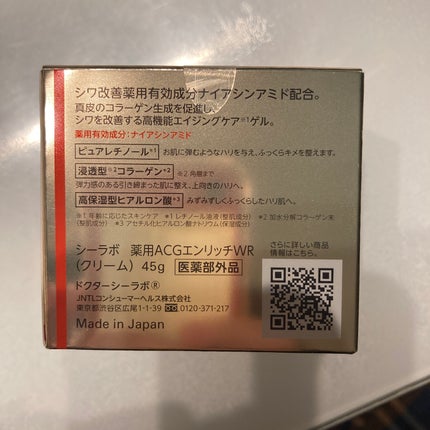 シワ改善薬用有効成分ナイアシンアミド配合。
真皮のコラーゲン生成を促進し、
シワを改善する高機能エイジングケア※1ゲル。
薬用有効成分：ナイアシンアミド
ピュアレチノール*1 お肌に弾むようなハリを与え、ふっくらキメを整えます。
浸透型※2コラーゲン*2 ※2 角層まで
弾力感のある引き締まった肌に整え、上向きのハリへ。
高保湿型ヒアルロン酸*3 みずみずしくふっくらしたハリ肌へ。
※1 年齢に応じたスキンケア *1 レチノール油液（整肌成分） *2 加水分解コラーゲン末
（整肌成分） *3 アセチル化ヒアルロン酸ナトリウム（保湿成分）
シーラボ 薬用ACGエンリッチWR
（クリーム） 45g 医薬部外品
ドクターシーラボ®
JNTLコンシューマーヘルス株式会社
東京都渋谷区広尾1-1-39 0120-371-217
Made in Japan
さらに詳しい商品
情報はこちら。